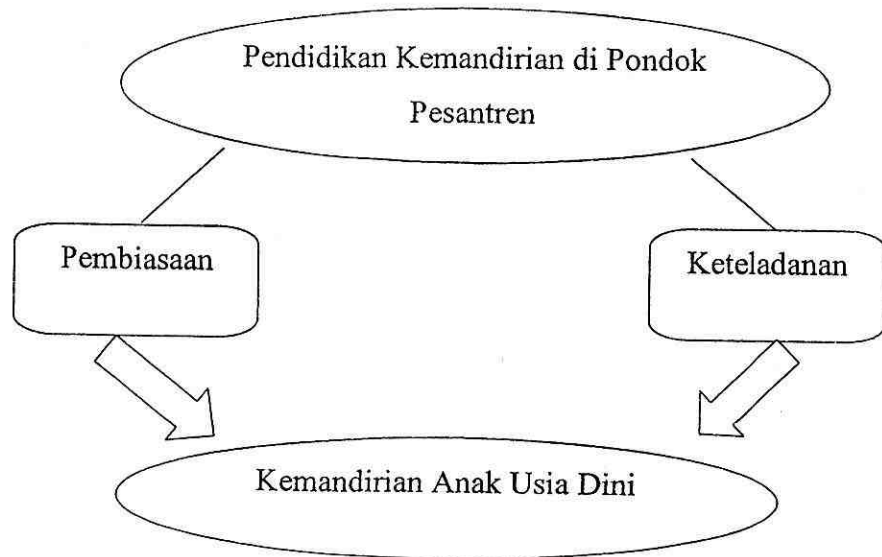 Pendidikan Kemandirian di Pondok
Pesantren
Pembiasaan
Keteladanan
Kemandirian Anak Usia Dini